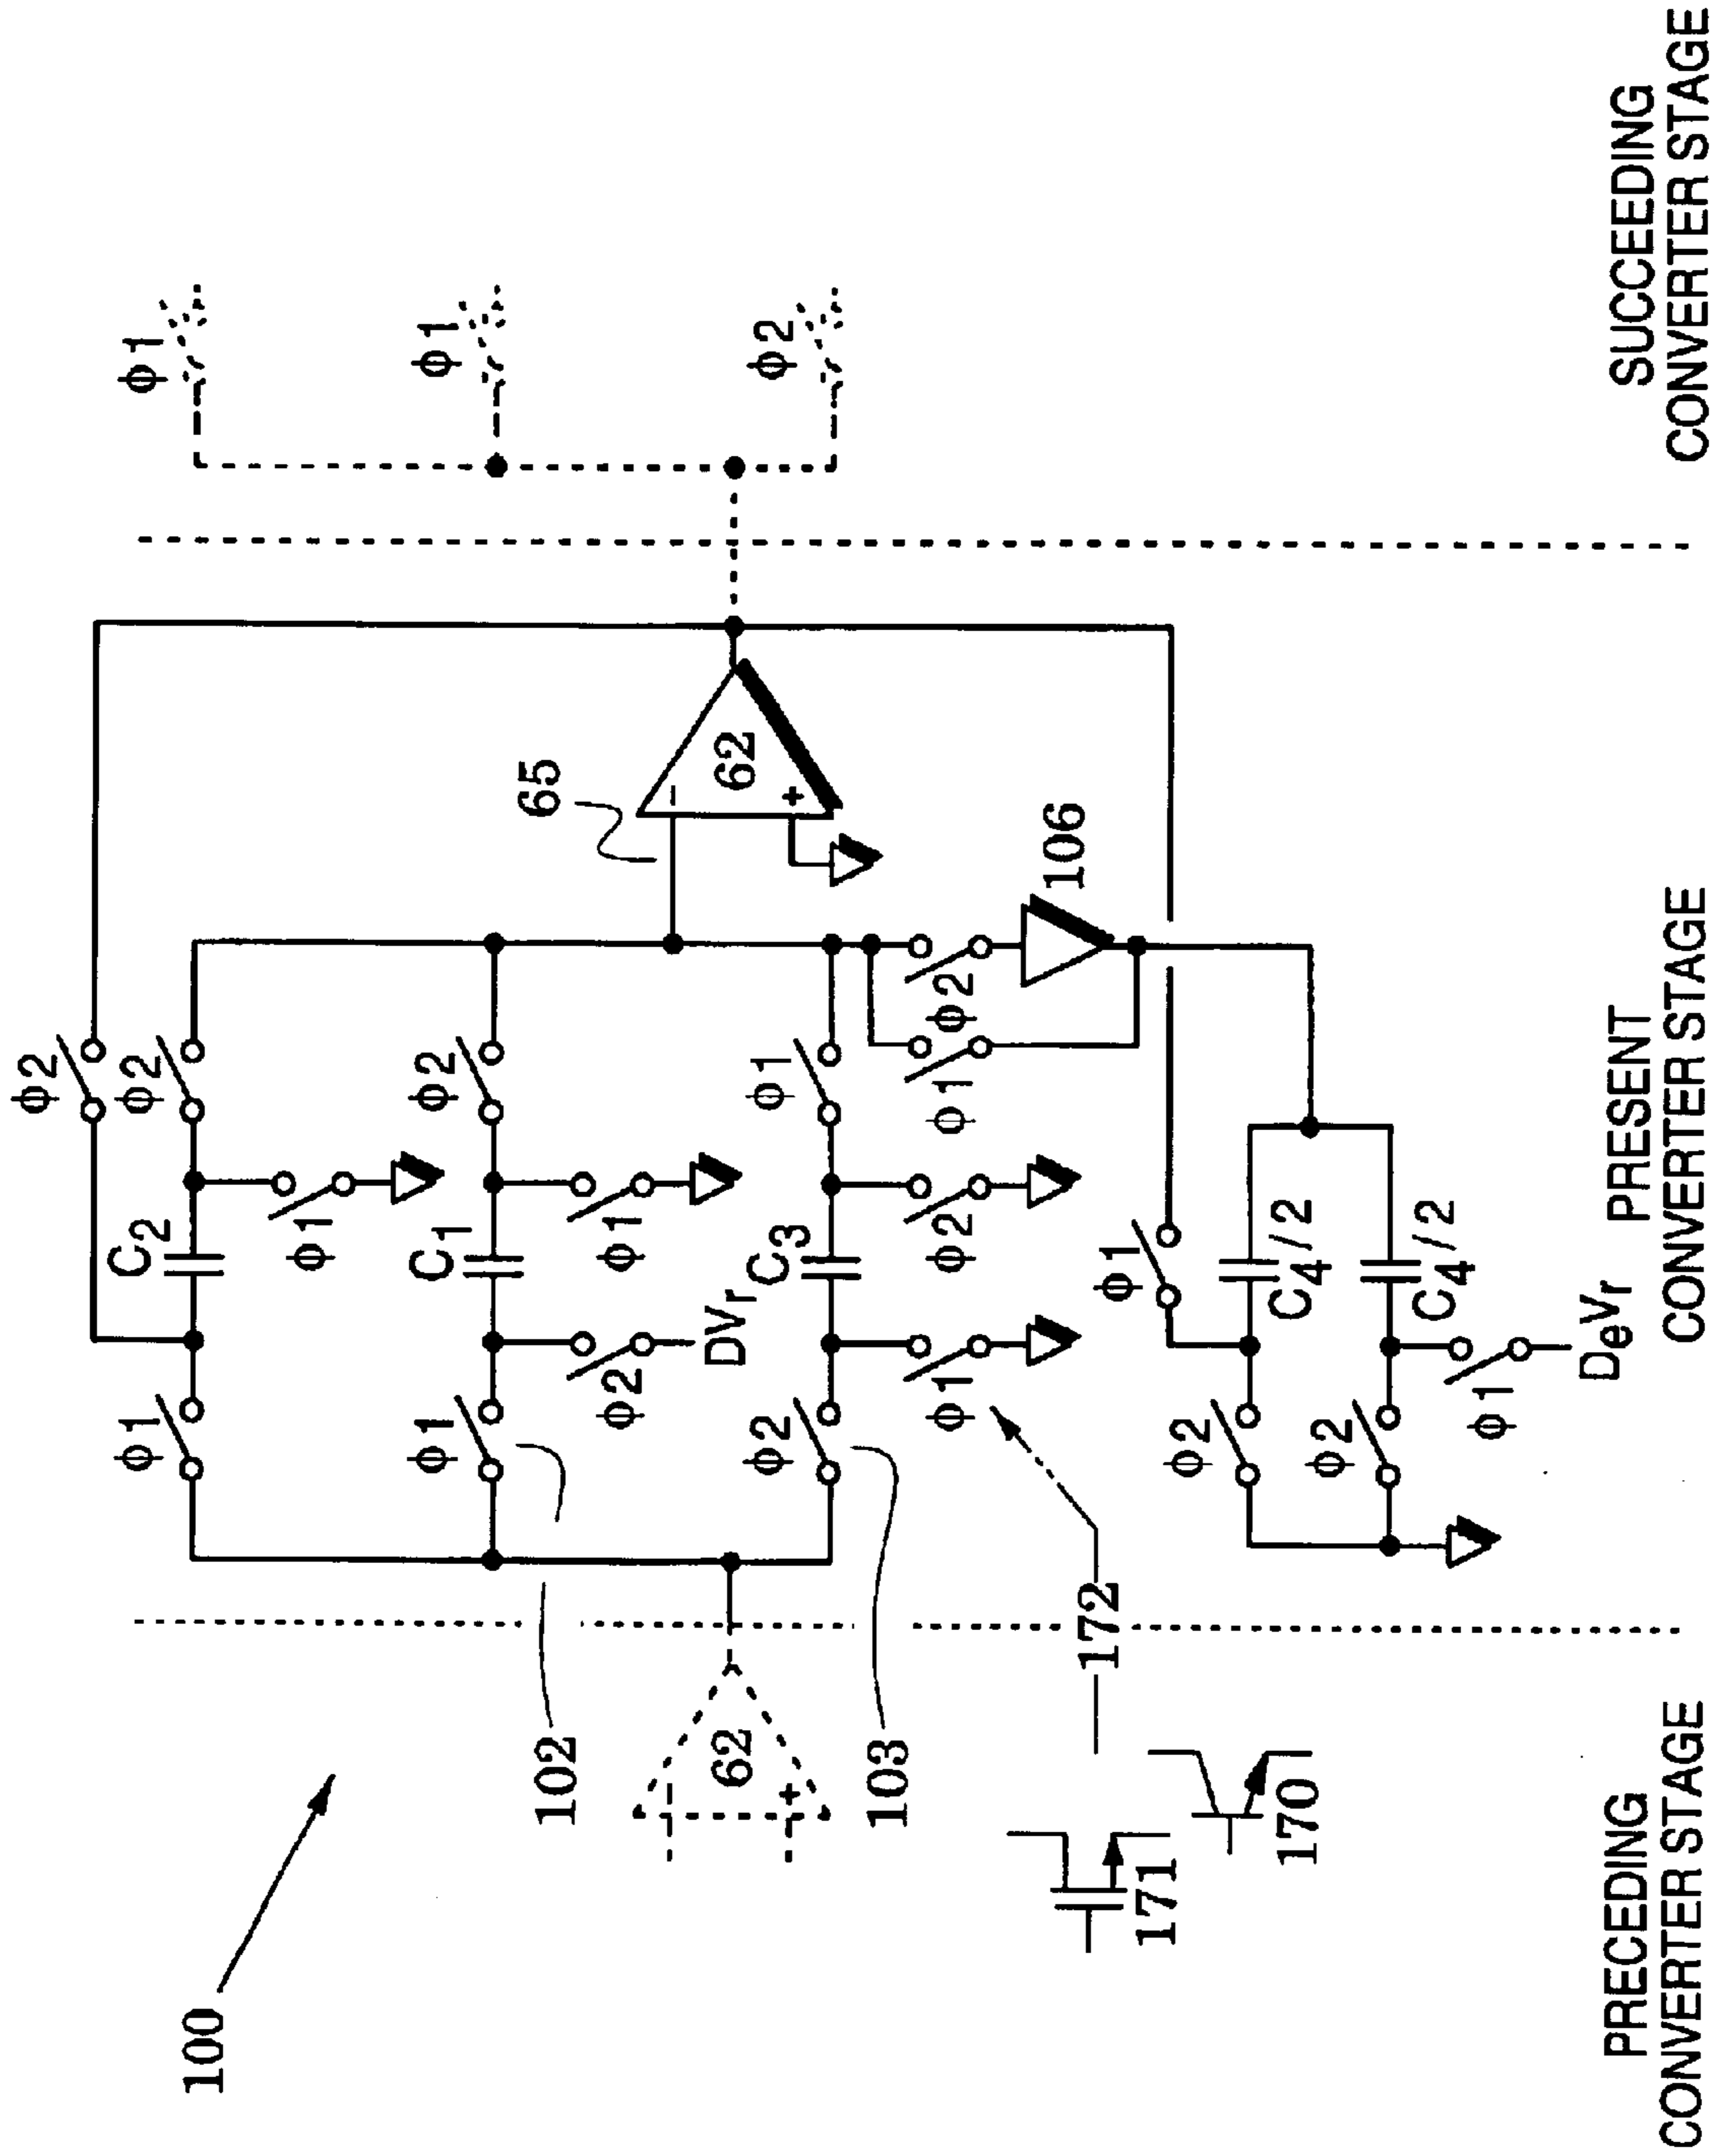 Φ2
Φ1 C2 Φ2 Φ1
100
Φ1
Φ1 C1 Φ2 Φ1
65
102
Φ2 Φ1
DVr
− 62 + − 62 +
Φ2 C3 Φ1 Φ2
103
Φ1 Φ2 Φ1 Φ2
106
172 Φ1
171
Φ2
C4/2
170
Φ2
C4/2
Φ1
DeVr
PRECEDING
CONVERTER STAGE
PRESENT
CONVERTER STAGE
SUCCEEDING
CONVERTER STAGE